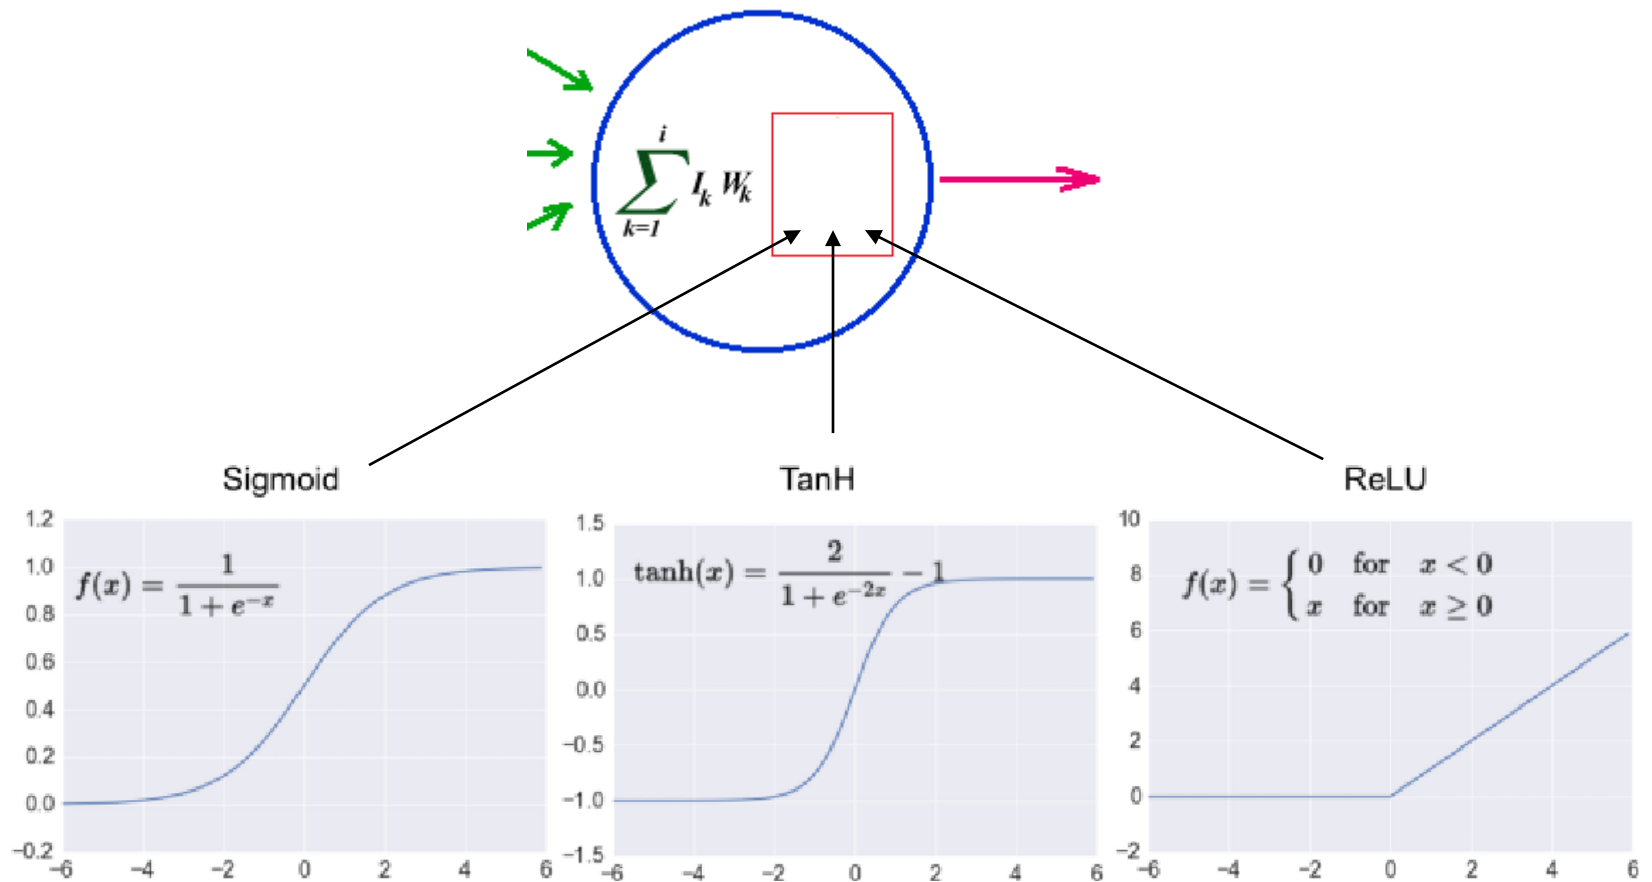 i
∑ I_k W_k
k=1
Sigmoid
TanH
ReLU
1.2
1.0
0.8
0.6
0.4
0.2
0.0
−0.2
f(x) = 1 / (1 + e^{−x})
−6 −4 −2 0 2 4 6
1.5
1.0
0.5
0.0
−0.5
−1.0
−1.5
tanh(x) = 2 / (1 + e^{−2x}) − 1
−6 −4 −2 0 2 4 6
10
8
6
4
2
0
−2
f(x) = { 0 for x < 0
x for x ≥ 0
−6 −4 −2 0 2 4 6